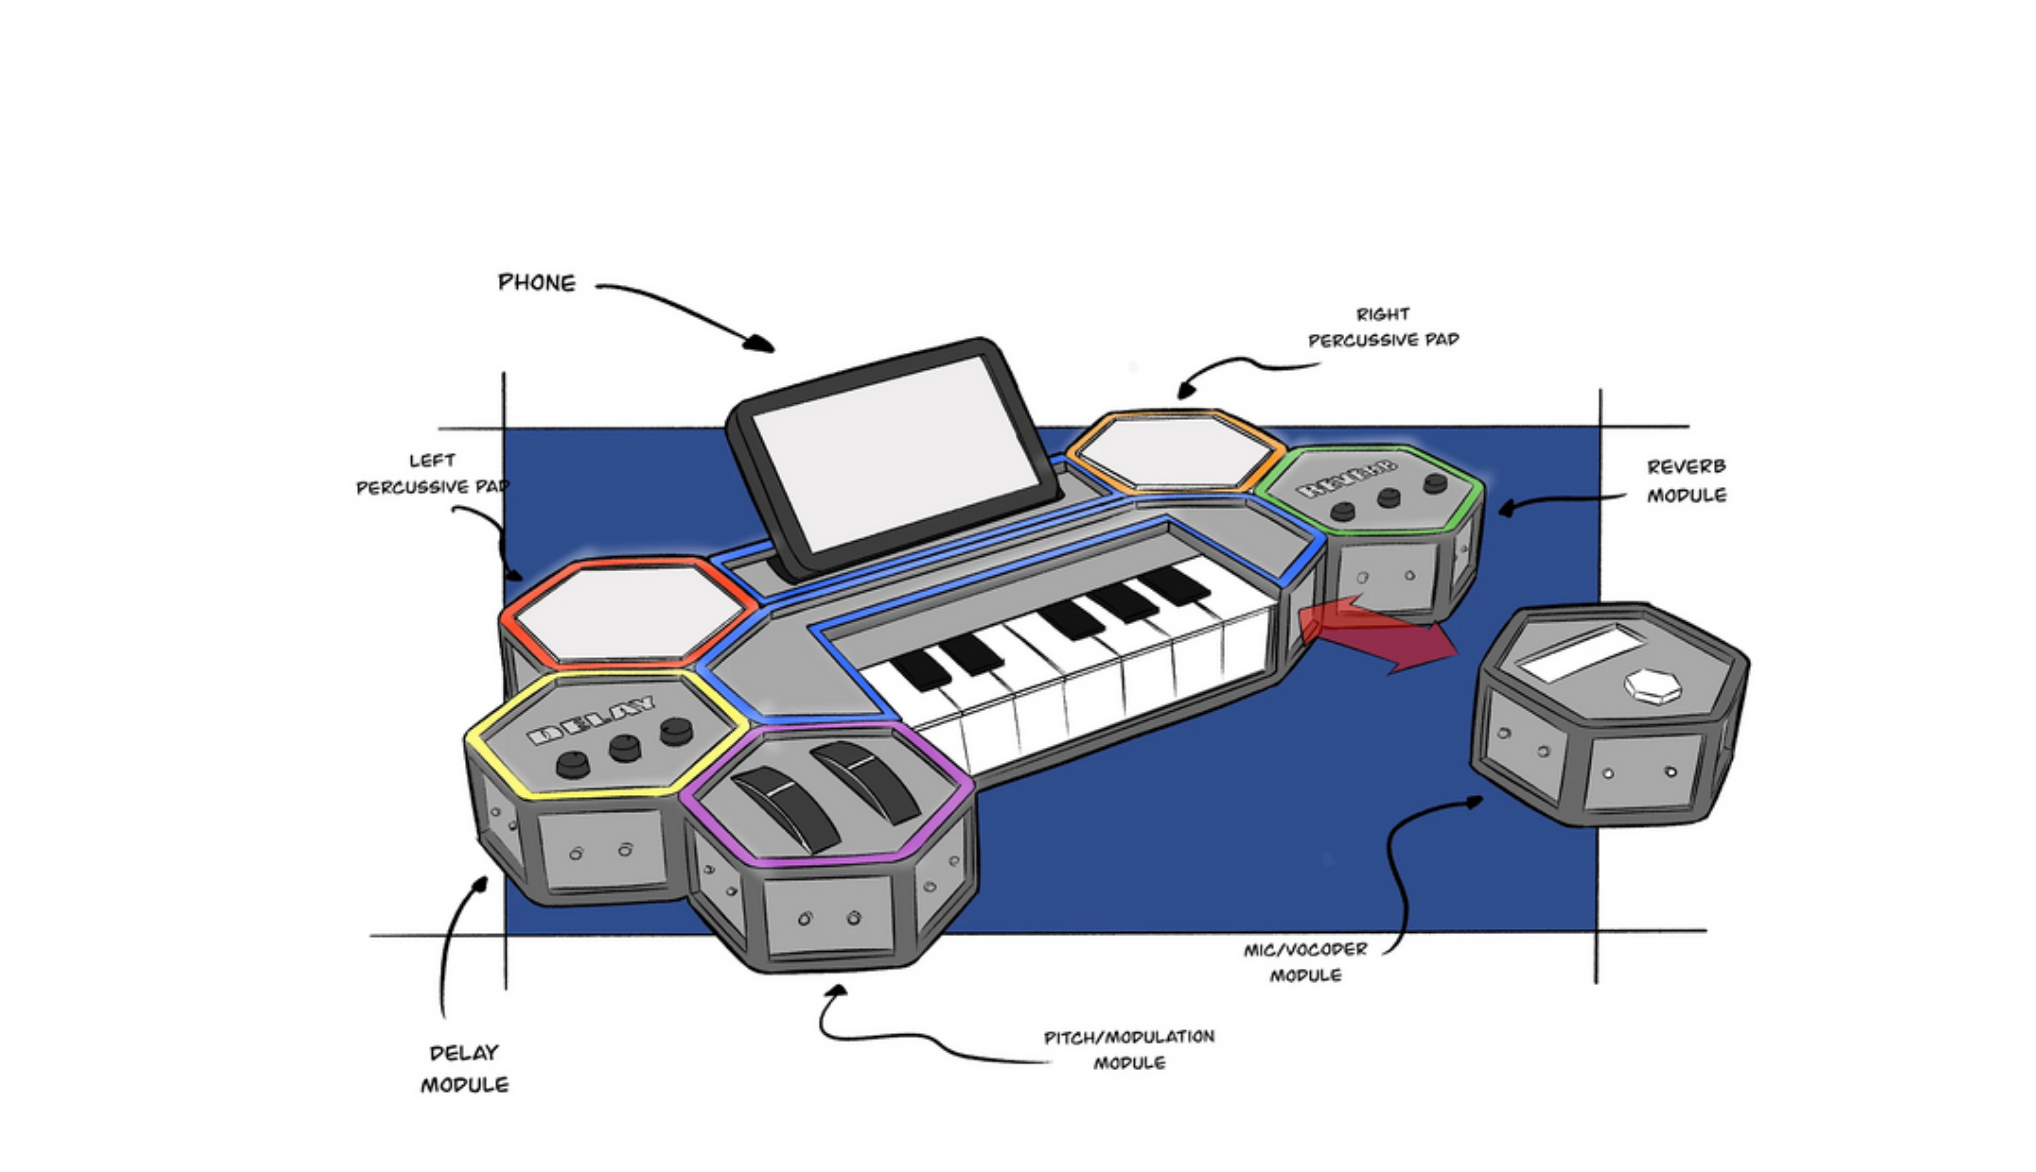 PHONE
RIGHT
PERCUSSIVE PAD
LEFT
PERCUSSIVE PAD
REVERB
MODULE
REVERB
DELAY
MIC/VOCODER
MODULE
PITCH/MODULATION
MODULE
DELAY
MODULE